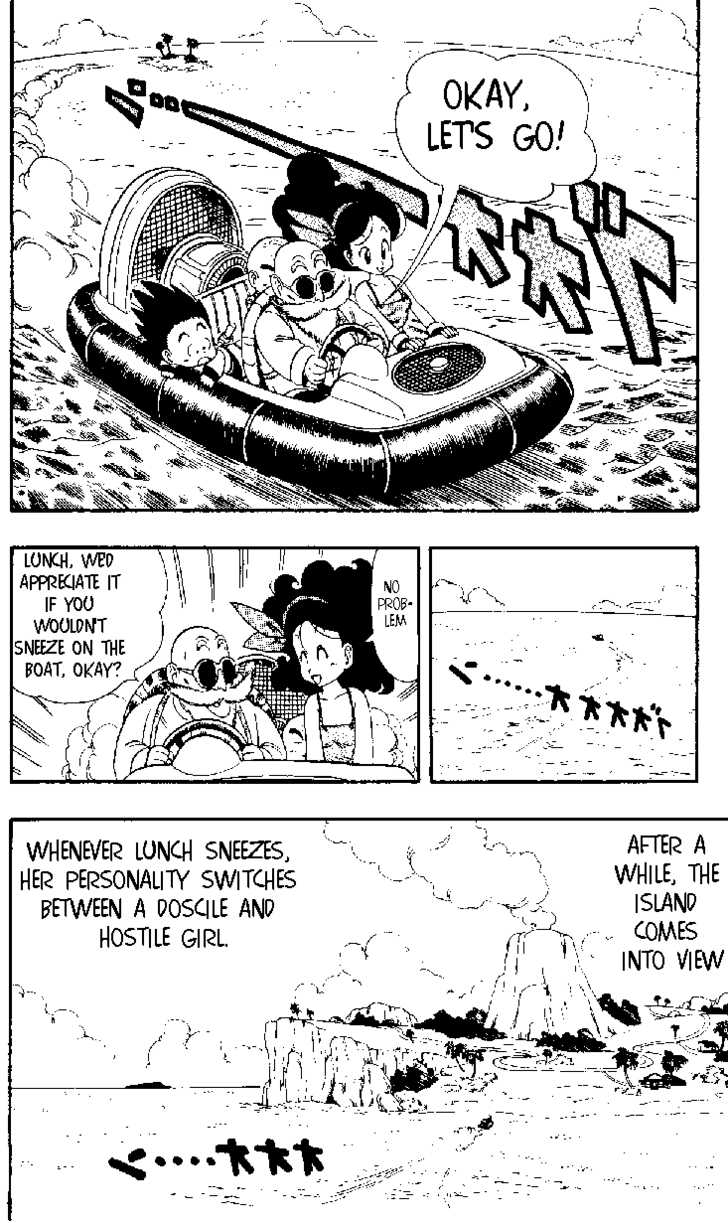 OKAY,
LET'S GO!
LUNCH, WE'D
APPRECIATE IT
IF YOU
WOULDN'T
SNEEZE ON THE
BOAT, OKAY?
NO
PROB-
LEM
WHENEVER LUNCH SNEEZES,
HER PERSONALITY SWITCHES
BETWEEN A DOSCILE AND
HOSTILE GIRL.
AFTER A
WHILE, THE
ISLAND
COMES
INTO VIEW